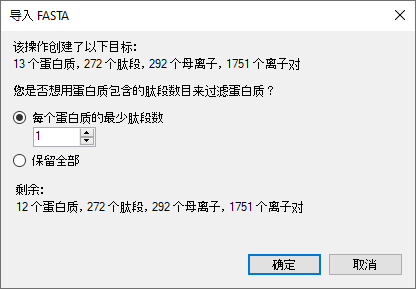 导入 FASTA
该操作创建了以下目标:
13 个蛋白质, 272 个肽段, 292 个母离子, 1751 个离子对
您是否想用蛋白质包含的肽段数目来过滤蛋白质？
每个蛋白质的最少肽段数
1
保留全部
剩余:
12 个蛋白质, 272 个肽段, 292 个母离子, 1751 个离子对
确定 取消